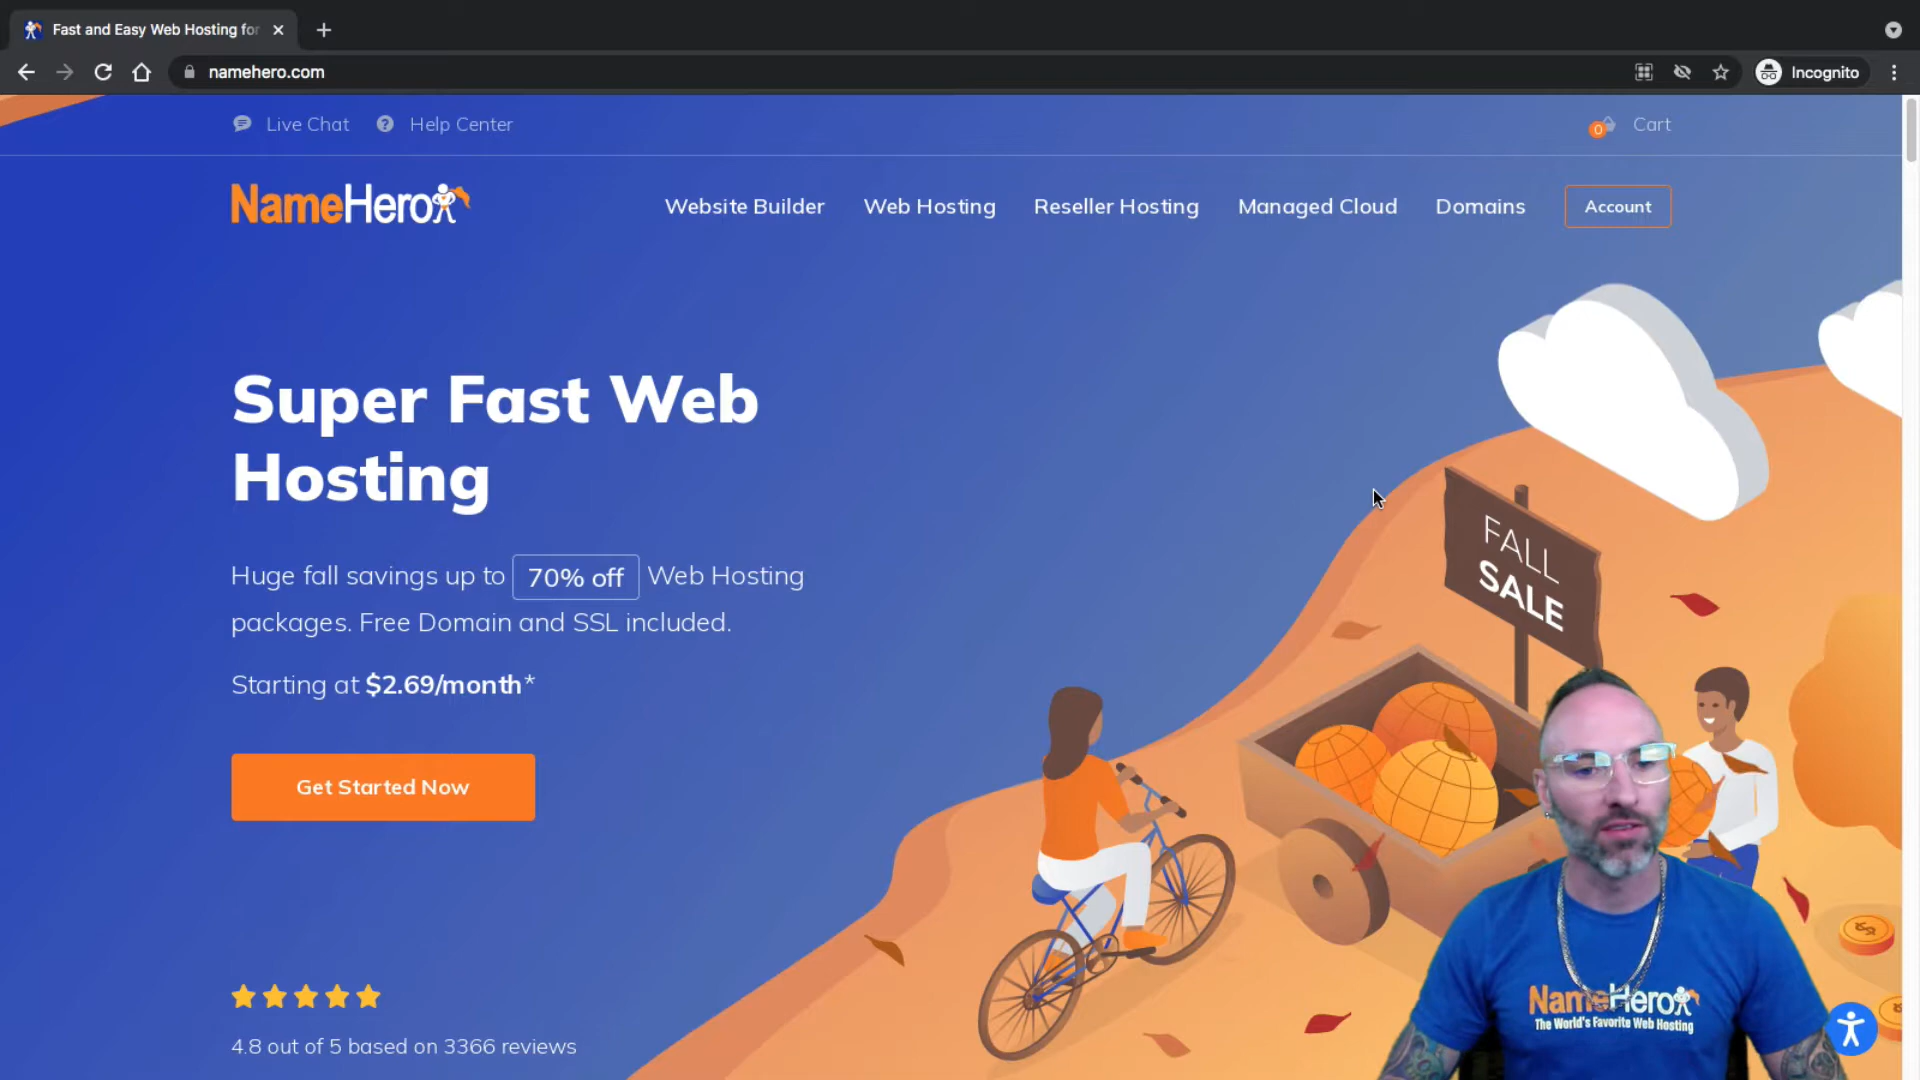 Fast and Easy Web Hosting for
namehero.com
Incognito
Live Chat
Help Center
0 Cart
NameHero
Website Builder
Web Hosting
Reseller Hosting
Managed Cloud
Domains
Account
Super Fast Web
Hosting
Huge fall savings up to 70% off Web Hosting
packages. Free Domain and SSL included.
Starting at $2.69/month*
Get Started Now
4.8 out of 5 based on 3366 reviews
FALL
SALE
NameHero
The World's Favorite Web Hosting